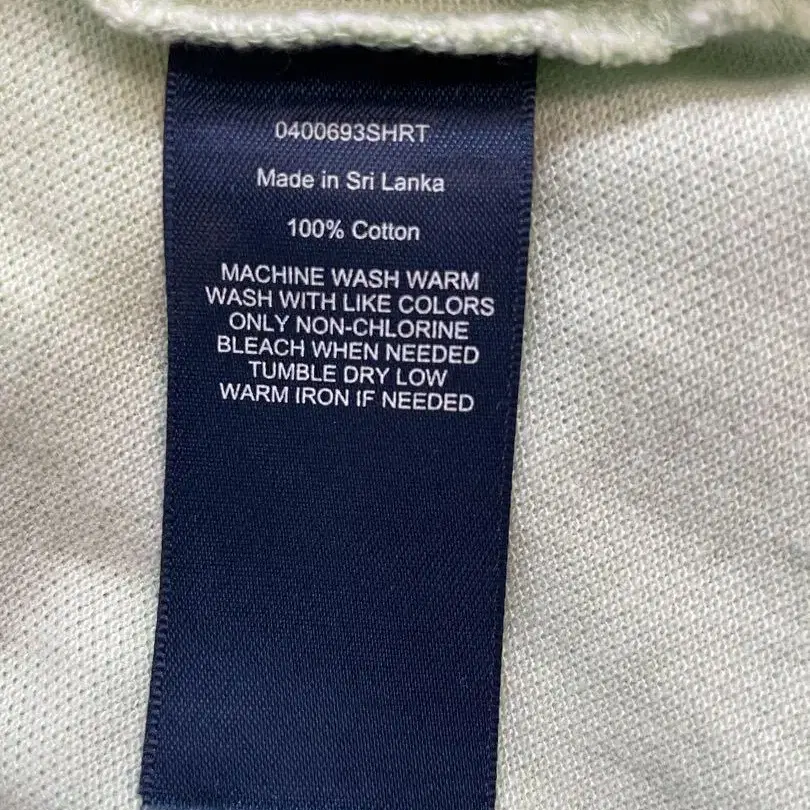 0400693SHRT
Made in Sri Lanka
100% Cotton
MACHINE WASH WARM
WASH WITH LIKE COLORS
ONLY NON-CHLORINE
BLEACH WHEN NEEDED
TUMBLE DRY LOW
WARM IRON IF NEEDED